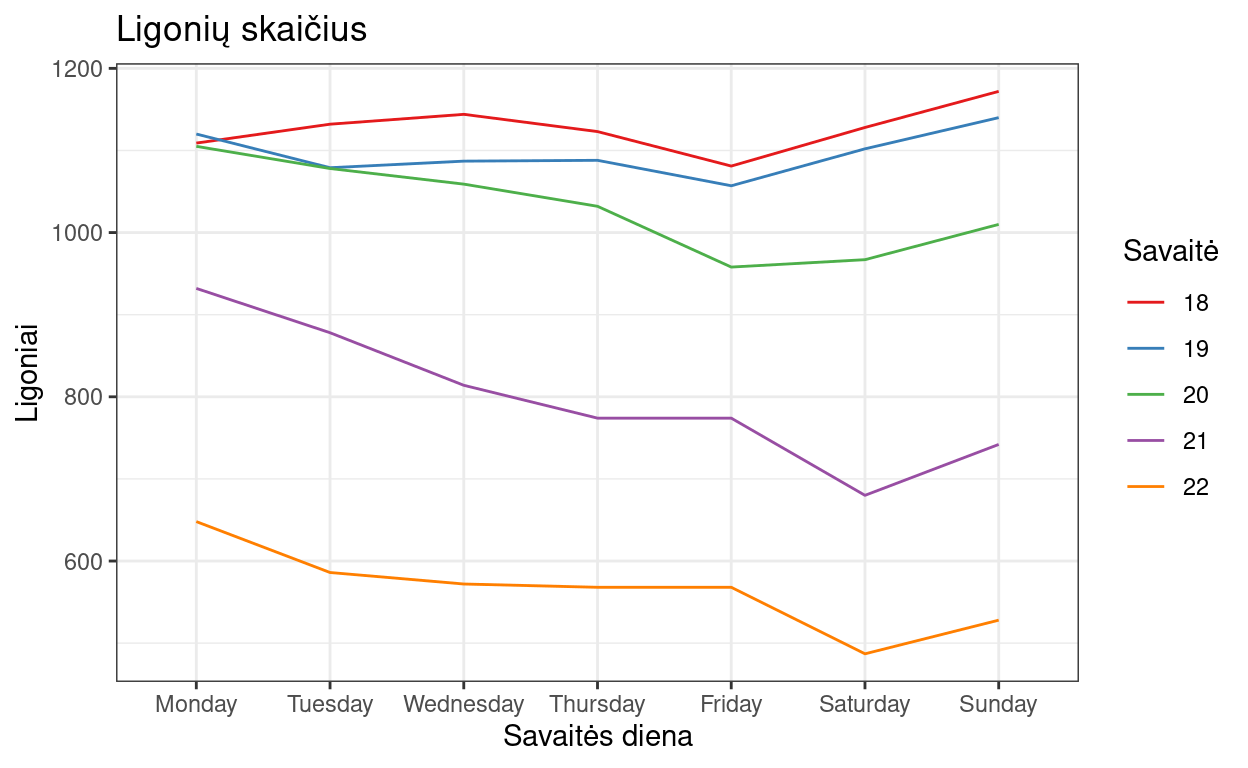 Ligonių skaičius
1200
1000
800
600
Ligoniai
Monday Tuesday Wednesday Thursday Friday Saturday Sunday
Savaitės diena
Savaitė
18
19
20
21
22